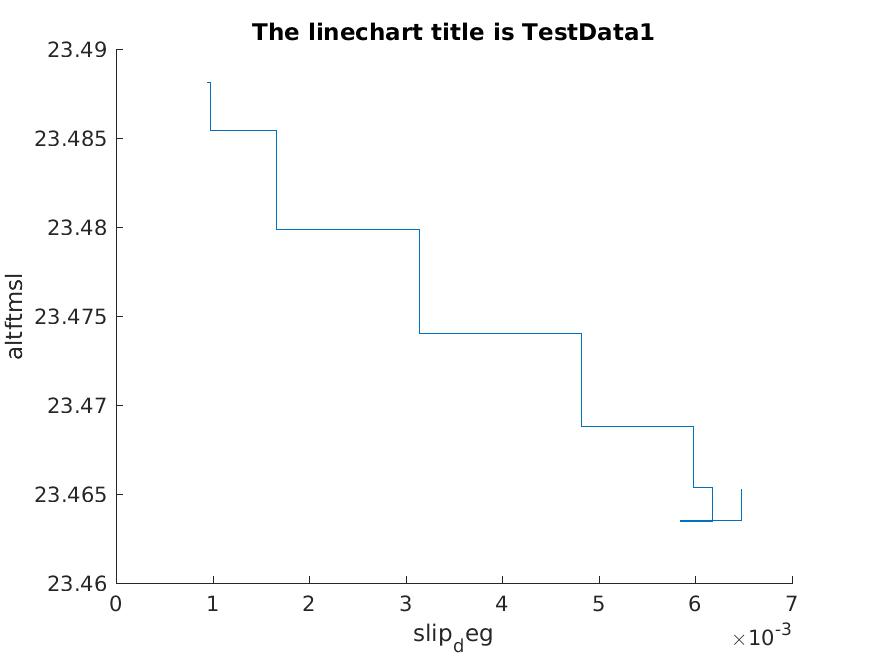 The linechart title is TestData1
23.49
23.485
23.48
23.475
23.47
23.465
23.46
altftmsl
0 1 2 3 4 5 6 7
×10-3
slipdeg